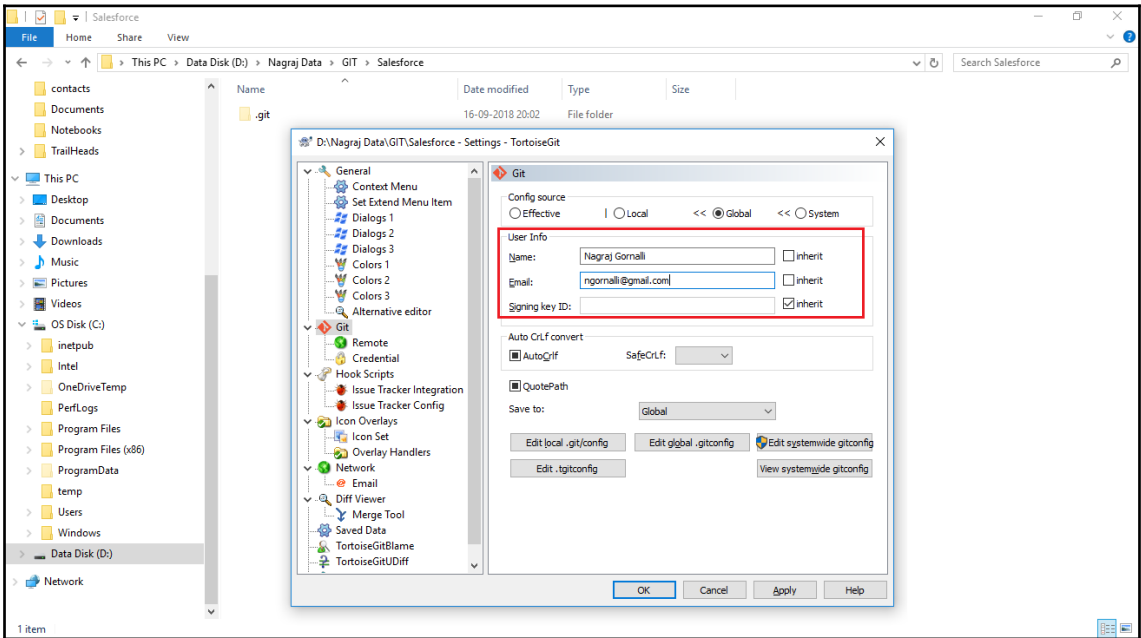 Salesforce
File Home Share View
This PC > Data Disk (D:) > Nagraj Data > GIT > Salesforce
Search Salesforce
contacts
Documents
Notebooks
TrailHeads
This PC
Desktop
Documents
Downloads
Music
Pictures
Videos
OS Disk (C:)
inetpub
Intel
OneDriveTemp
PerfLogs
Program Files
Program Files (x86)
ProgramData
temp
Users
Windows
Data Disk (D:)
Network
1 item
Name Date modified Type Size
.git 16-09-2018 20:02 File folder
D:\Nagraj Data\GIT\Salesforce - Settings - TortoiseGit
General
Context Menu
Set Extend Menu Item
Dialogs 1
Dialogs 2
Dialogs 3
Colors 1
Colors 2
Colors 3
Alternative editor
Git
Remote
Credential
Hook Scripts
Issue Tracker Integration
Issue Tracker Config
Icon Overlays
Icon Set
Overlay Handlers
Network
Email
Diff Viewer
Merge Tool
Saved Data
TortoiseGitBlame
TortoiseGitUDiff
Git
Config source
Effective | Local << Global << System
User Info
Name: Nagraj Gornalli inherit
Email: ngornalli@gmail.com inherit
Signing key ID: inherit
Auto CrLf convert
AutoCrlf SafeCrLf:
QuotePath
Save to: Global
Edit local .git/config Edit global .gitconfig Edit systemwide gitconfig
Edit .tgitconfig View systemwide gitconfig
OK Cancel Apply Help